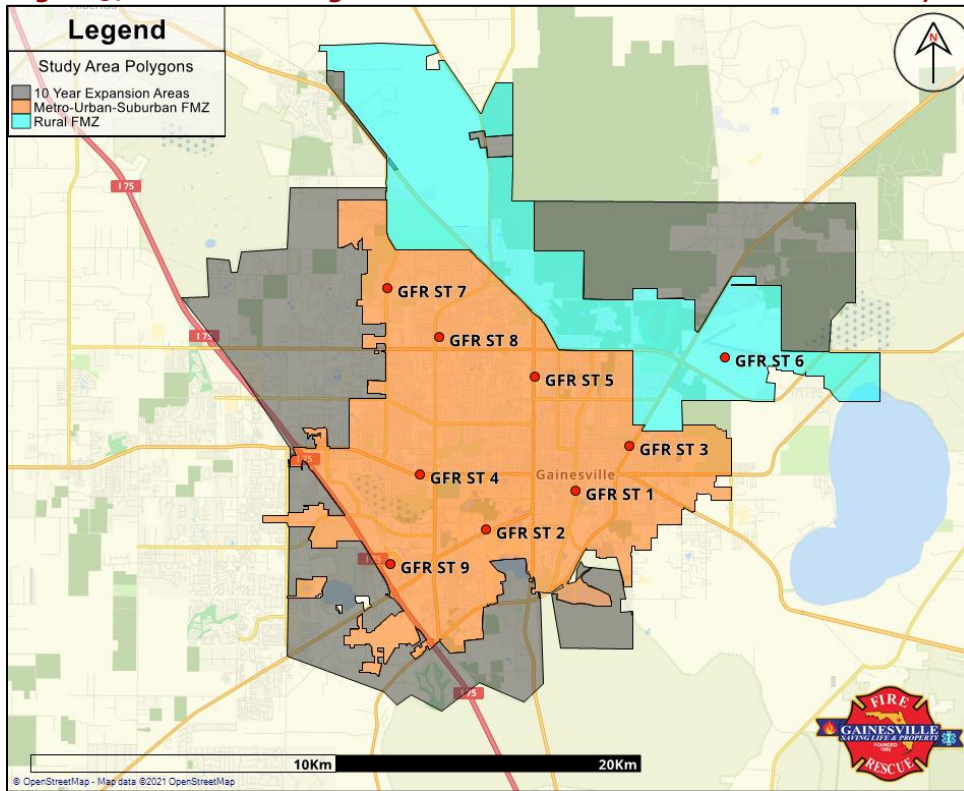 Legend
Study Area Polygons
10 Year Expansion Areas
Metro-Urban-Suburban FMZ
Rural FMZ
N
I 75
GFR ST 7
I 75
GFR ST 8
GFR ST 6
GFR ST 5
GFR ST 3
I 75
GFR ST 4
Gainesville
GFR ST 1
GFR ST 2
I 75
GFR ST 9
I 75
FIRE
GAINESVILLE
SAVING LIFE & PROPERTY
FOUNDED
1882
RESCUE
10Km
20Km
© OpenStreetMap - Map data ©2021 OpenStreetMap